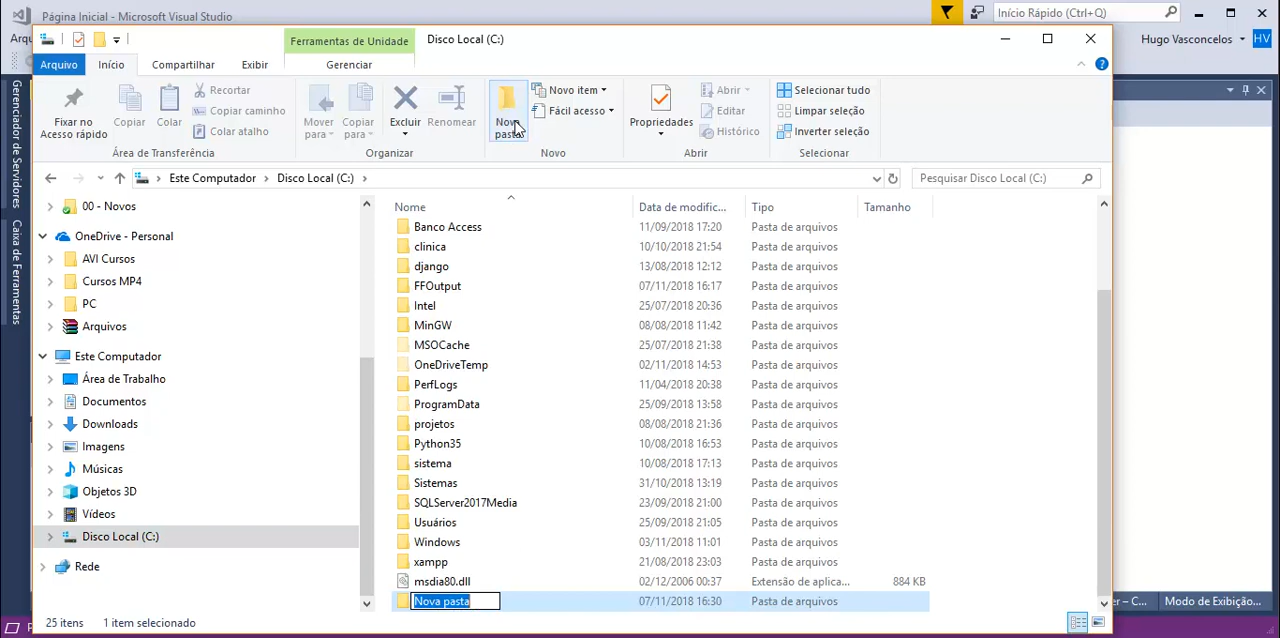 Página Inicial - Microsoft Visual Studio
Início Rápido (Ctrl+Q)
Arqu
Hugo Vasconcelos
HV
Ferramentas de Unidade
Disco Local (C:)
Arquivo
Início
Compartilhar
Exibir
Gerenciar
Fixar no Acesso rápido
Copiar
Colar
Recortar
Copiar caminho
Colar atalho
Área de Transferência
Mover para
Copiar para
Excluir
Renomear
Organizar
Nova pasta
Novo item
Fácil acesso
Novo
Propriedades
Abrir
Editar
Histórico
Abrir
Selecionar tudo
Limpar seleção
Inverter seleção
Selecionar
Este Computador > Disco Local (C:) >
Pesquisar Disco Local (C:)
Gerenciador de Servidores
Caixa de Ferramentas
00 - Novos
OneDrive - Personal
AVI Cursos
Cursos MP4
PC
Arquivos
Este Computador
Área de Trabalho
Documentos
Downloads
Imagens
Músicas
Objetos 3D
Vídeos
Disco Local (C:)
Rede
Nome Data de modific... Tipo Tamanho
Banco Access 11/09/2018 17:20 Pasta de arquivos
clinica 10/10/2018 21:54 Pasta de arquivos
django 13/08/2018 12:12 Pasta de arquivos
FFOutput 07/11/2018 16:17 Pasta de arquivos
Intel 25/07/2018 20:36 Pasta de arquivos
MinGW 08/08/2018 11:42 Pasta de arquivos
MSOCache 25/07/2018 21:38 Pasta de arquivos
OneDriveTemp 02/11/2018 14:53 Pasta de arquivos
PerfLogs 11/04/2018 20:38 Pasta de arquivos
ProgramData 25/09/2018 13:58 Pasta de arquivos
projetos 08/08/2018 21:36 Pasta de arquivos
Python35 10/08/2018 16:53 Pasta de arquivos
sistema 10/08/2018 17:13 Pasta de arquivos
Sistemas 31/10/2018 13:19 Pasta de arquivos
SQLServer2017Media 23/09/2018 21:00 Pasta de arquivos
Usuários 25/09/2018 21:05 Pasta de arquivos
Windows 03/11/2018 11:01 Pasta de arquivos
xampp 21/08/2018 23:03 Pasta de arquivos
msdia80.dll 02/12/2006 00:37 Extensão de aplica... 884 KB
Nova pasta 07/11/2018 16:30 Pasta de arquivos
25 itens 1 item selecionado
er – C...
Modo de Exibição...